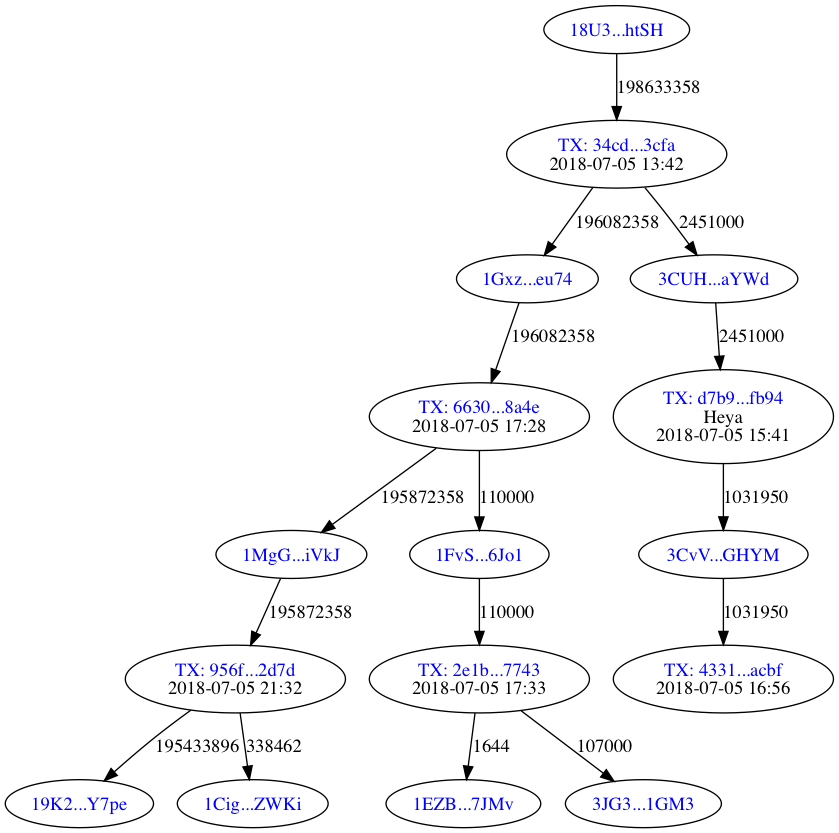 18U3...htSH
198633358
TX: 34cd...3cfa
2018-07-05 13:42
196082358
2451000
1Gxz...eu74
3CUH...aYWd
196082358
2451000
TX: 6630...8a4e
2018-07-05 17:28
TX: d7b9...fb94
Heya
2018-07-05 15:41
195872358
110000
1031950
1MgG...iVkJ
1FvS...6Jo1
3CvV...GHYM
195872358
110000
1031950
TX: 956f...2d7d
2018-07-05 21:32
TX: 2e1b...7743
2018-07-05 17:33
TX: 4331...acbf
2018-07-05 16:56
195433896
338462
1644
107000
19K2...Y7pe
1Cig...ZWKi
1EZB...7JMv
3JG3...1GM3